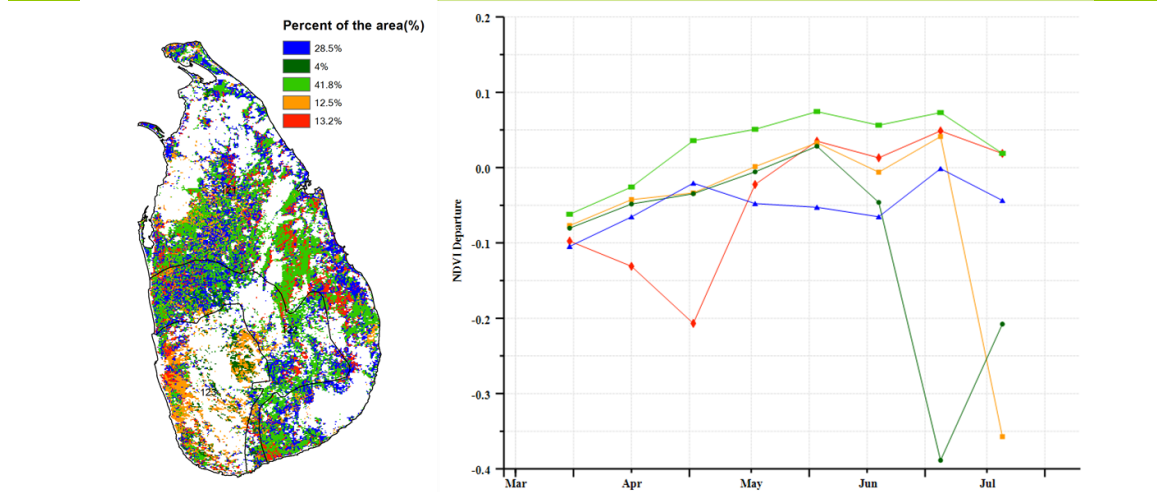 Percent of the area(%)
28.5%
4%
41.8%
12.5%
13.2%
NDVI Departure
0.2
0.1
0.0
-0.1
-0.2
-0.3
-0.4
Mar
Apr
May
Jun
Jul